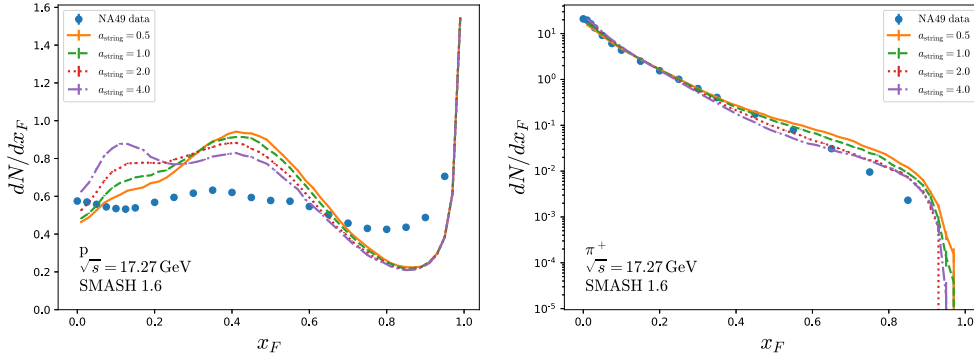 1.6
1.4
1.2
1.0
0.8
0.6
0.4
0.2
0.0
dN/dx_F
NA49 data
a_string = 0.5
a_string = 1.0
a_string = 2.0
a_string = 4.0
p
√s = 17.27 GeV
SMASH 1.6
0.0 0.2 0.4 0.6 0.8 1.0
x_F
10^1
10^0
10^-1
10^-2
10^-3
10^-4
10^-5
dN/dx_F
NA49 data
a_string = 0.5
a_string = 1.0
a_string = 2.0
a_string = 4.0
π^+
√s = 17.27 GeV
SMASH 1.6
0.0 0.2 0.4 0.6 0.8 1.0
x_F